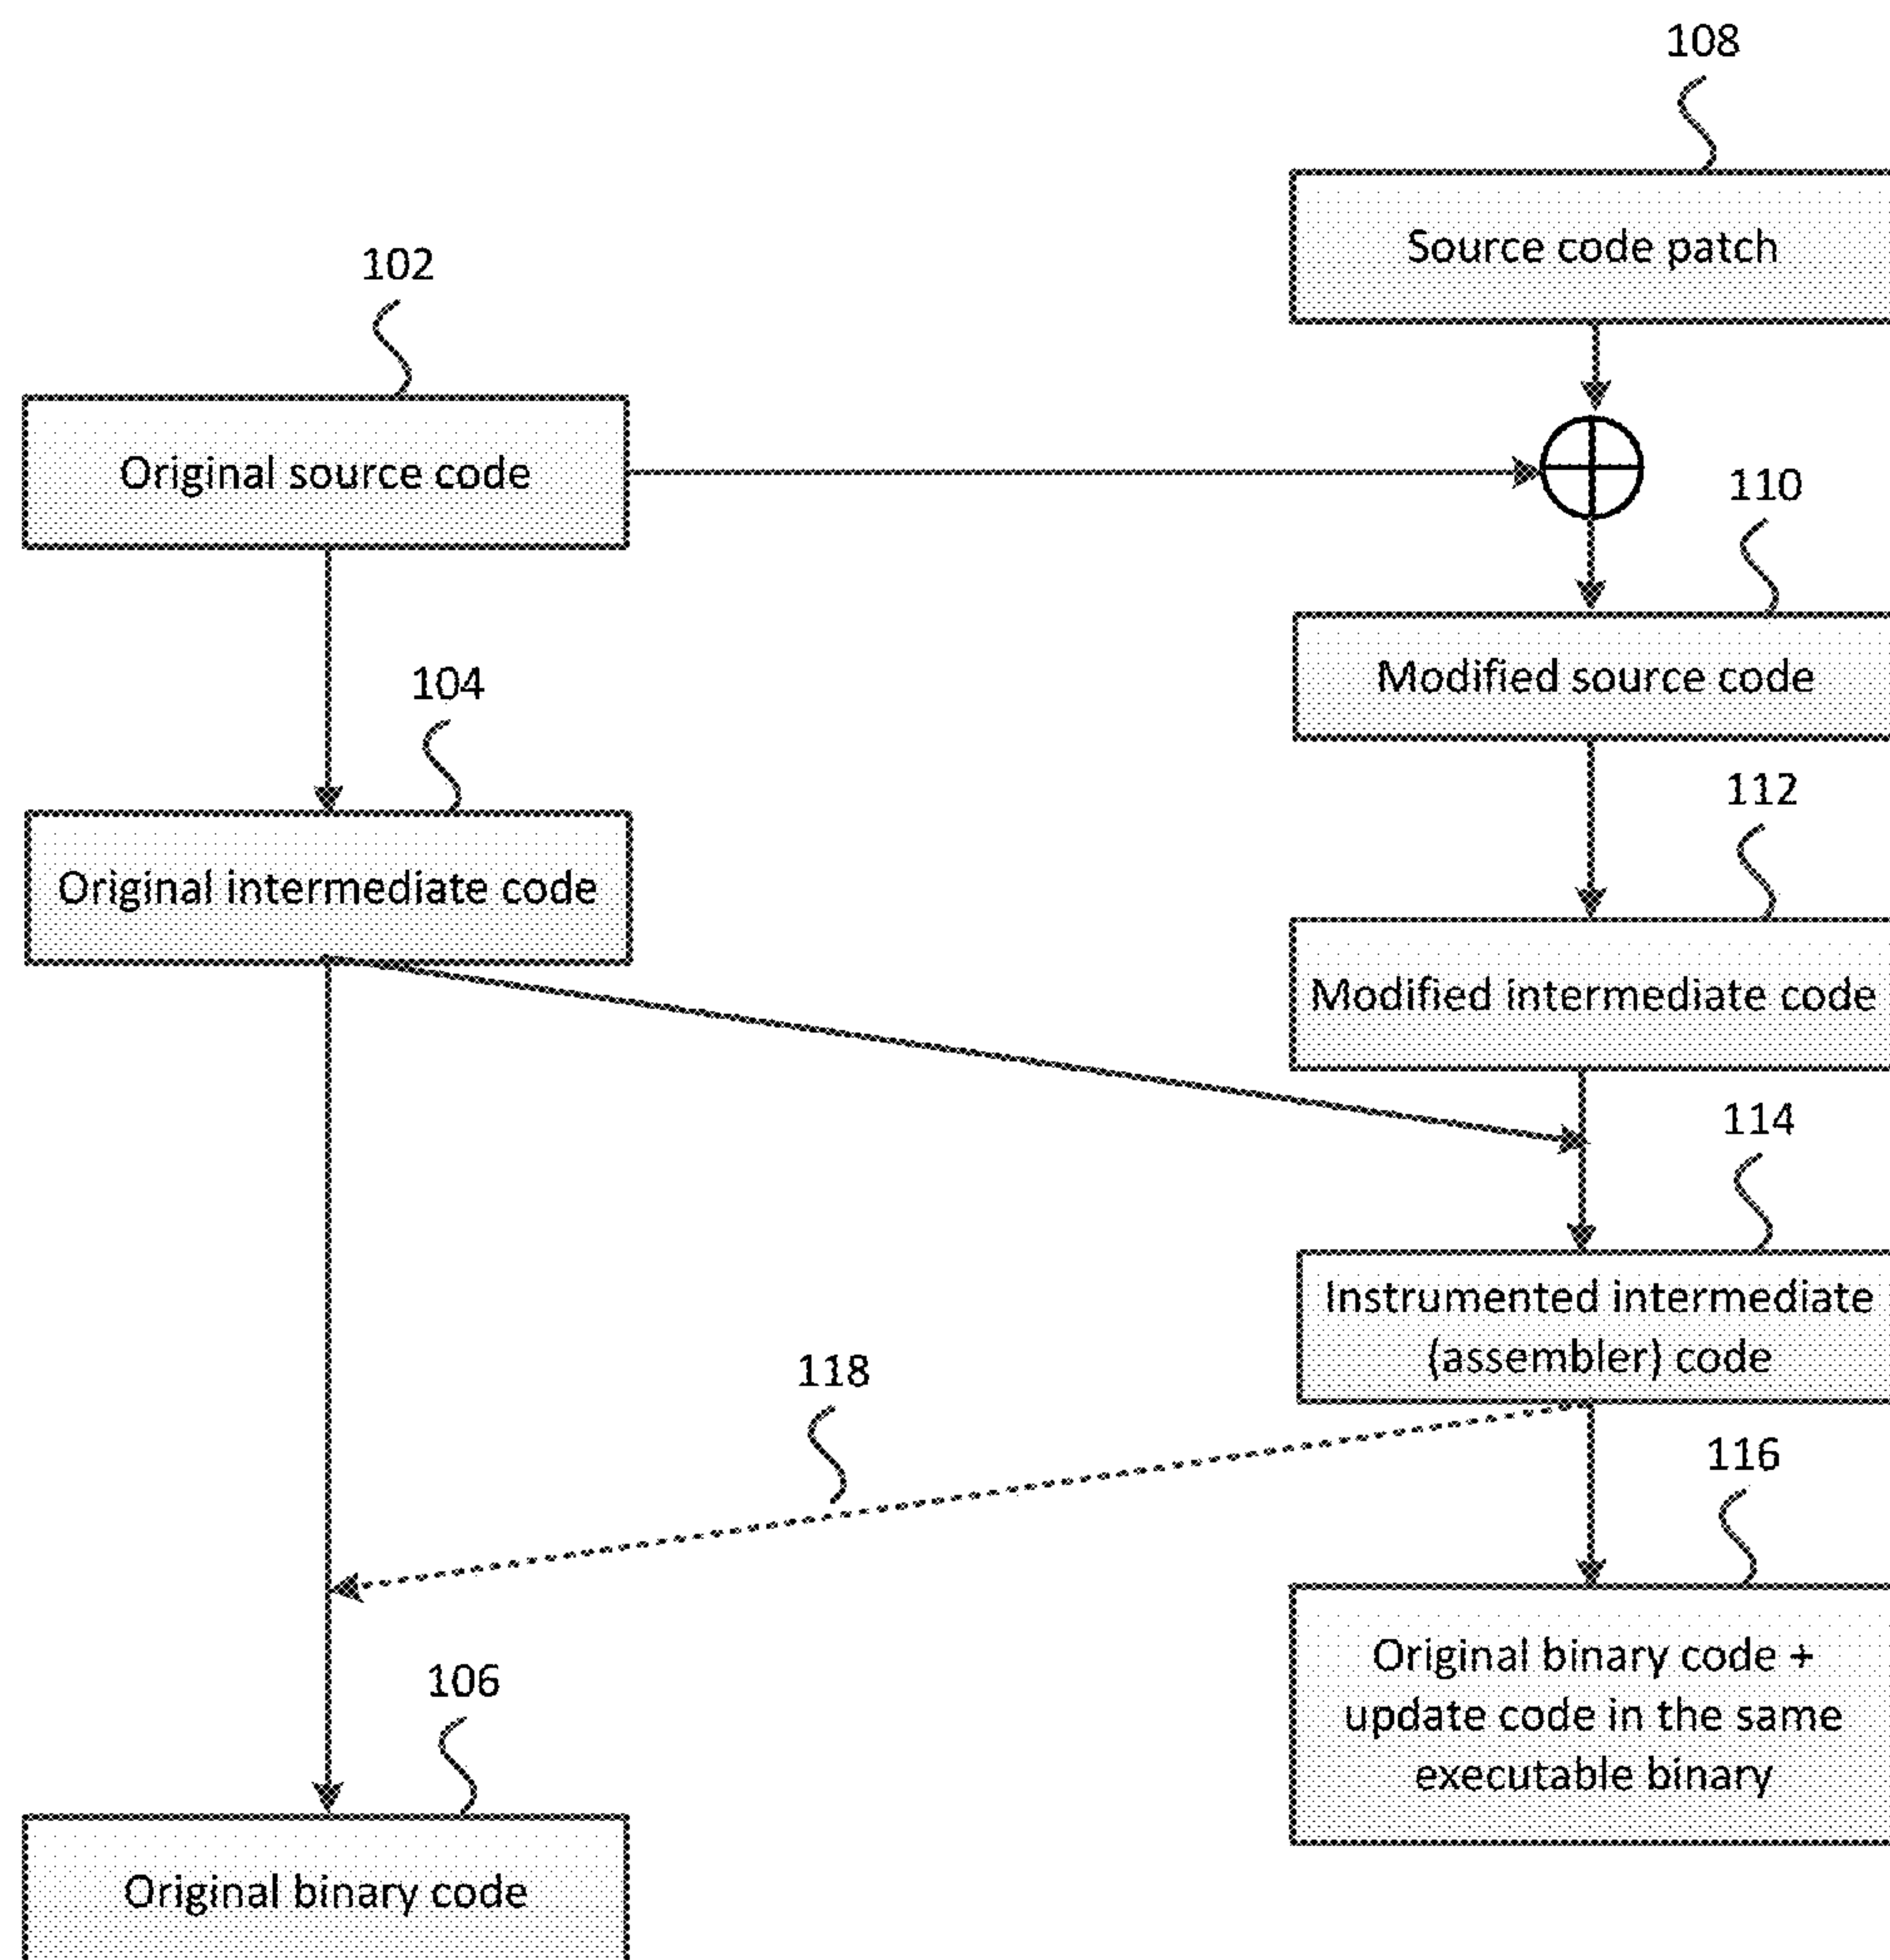 108
Source code patch
102
Original source code
110
Modified source code
104
Original intermediate code
112
Modified intermediate code
114
Instrumented intermediate
(assembler) code
118
116
Original binary code +
update code in the same
executable binary
106
Original binary code